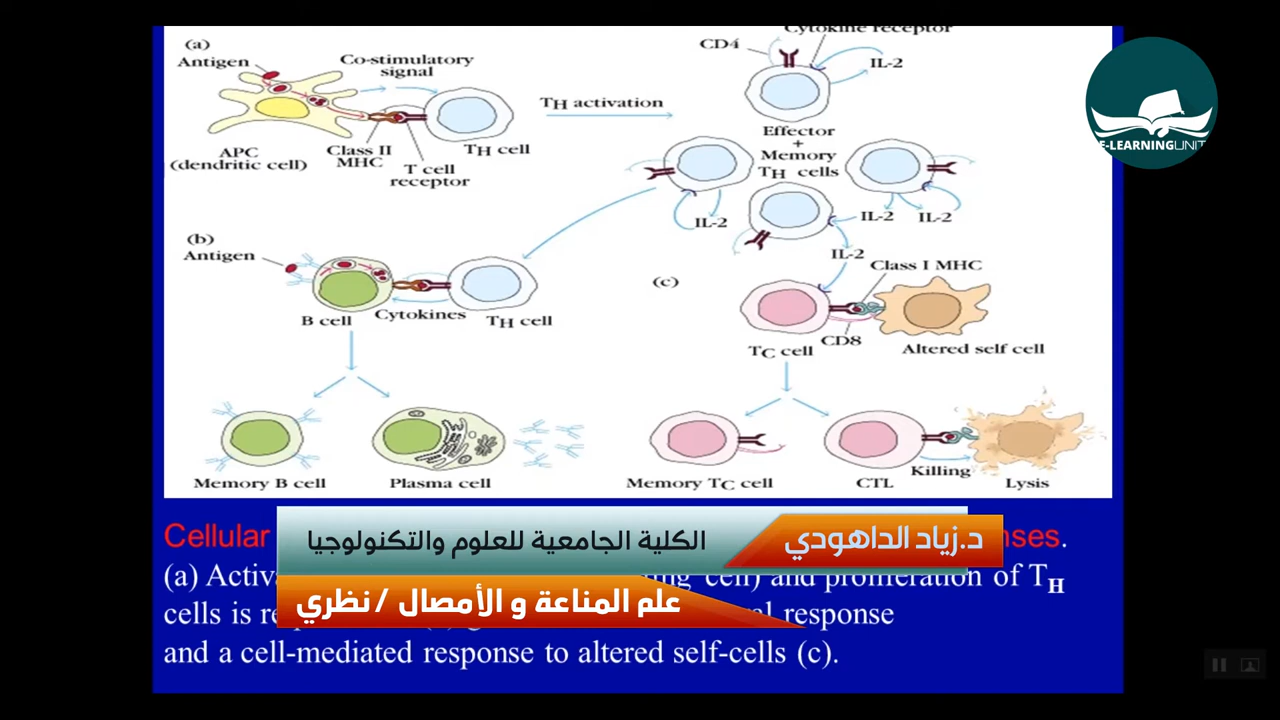 (a)
Antigen
Co-stimulatory
signal
APC
(dendritic cell)
Class II
MHC
T cell
receptor
TH cell
TH activation
CD4
Cytokine receptor
IL-2
Effector
+
Memory
TH cells
IL-2
IL-2
IL-2
IL-2
(b)
Antigen
B cell
Cytokines
TH cell
Memory B cell
Plasma cell
(c)
Class I MHC
TC cell
CD8
Altered self cell
Memory TC cell
CTL
Killing
Lysis
E-LEARNING UNIT
Cellular nses.
(a) Activ cell) and proliferation of TH
cells is re response
and a cell-mediated response to altered self-cells (c).
د.زياد الداهودي
الكلية الجامعية للعلوم والتكنولوجيا
علم المناعة و الأمصال / نظري